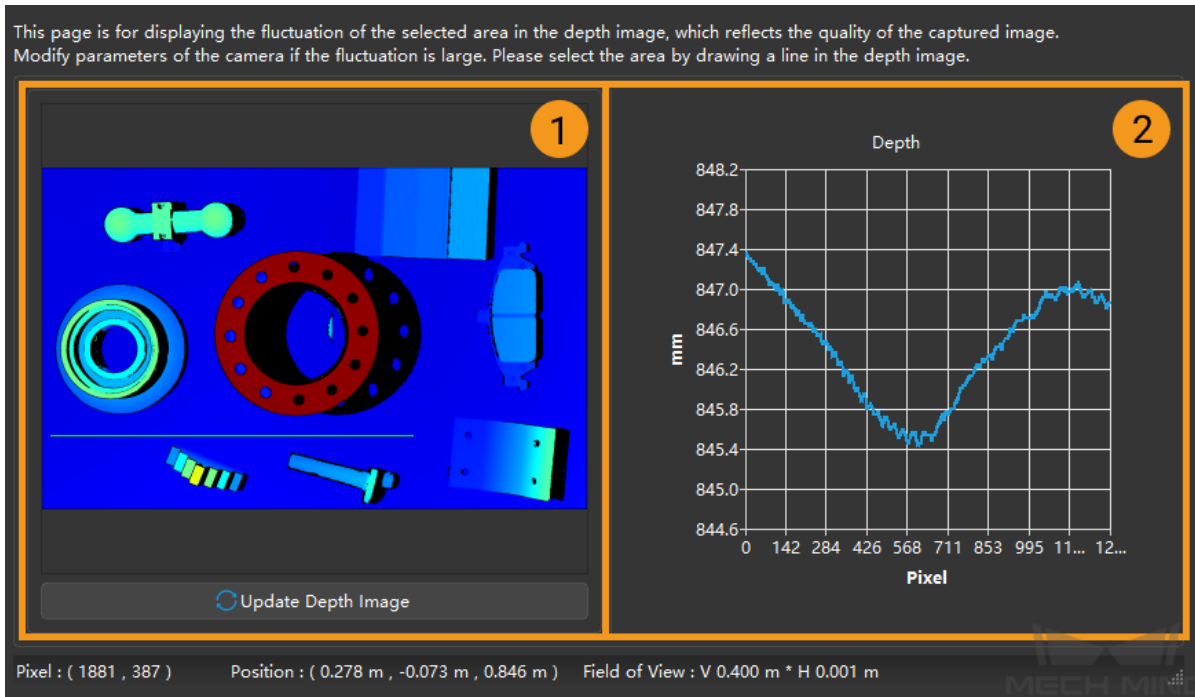 This page is for displaying the fluctuation of the selected area in the depth image, which reflects the quality of the captured image.
Modify parameters of the camera if the fluctuation is large. Please select the area by drawing a line in the depth image.
1
2
Depth
848.2
847.8
847.4
847.0
846.6
846.2
845.8
845.4
845.0
844.6
mm
0 142 284 426 568 711 853 995 11... 12...
Pixel
Update Depth Image
Pixel : ( 1881 , 387 ) Position : ( 0.278 m , -0.073 m , 0.846 m ) Field of View : V 0.400 m * H 0.001 m
MECH MIN